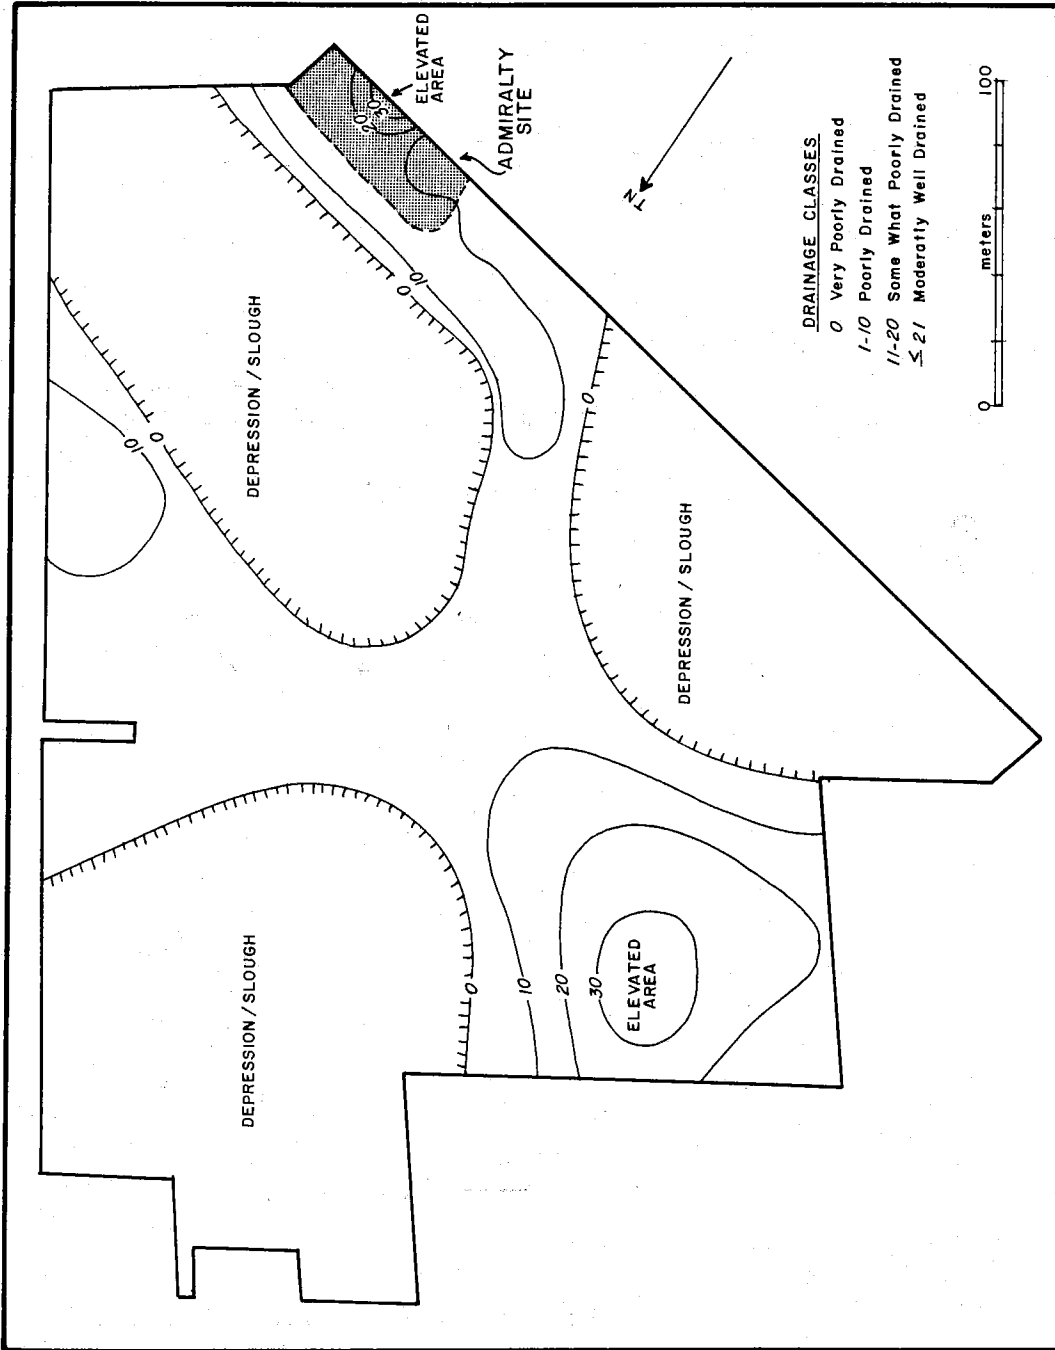 ELEVATED
AREA
ADMIRALTY
SITE
20
30
10
0
DEPRESSION / SLOUGH
10
0
0
DEPRESSION / SLOUGH
DEPRESSION / SLOUGH
0
10
20
30
ELEVATED
AREA
TN
DRAINAGE CLASSES
0 Very Poorly Drained
1-10 Poorly Drained
11-20 Some What Poorly Drained
≤ 21 Moderatly Well Drained
0 meters 100